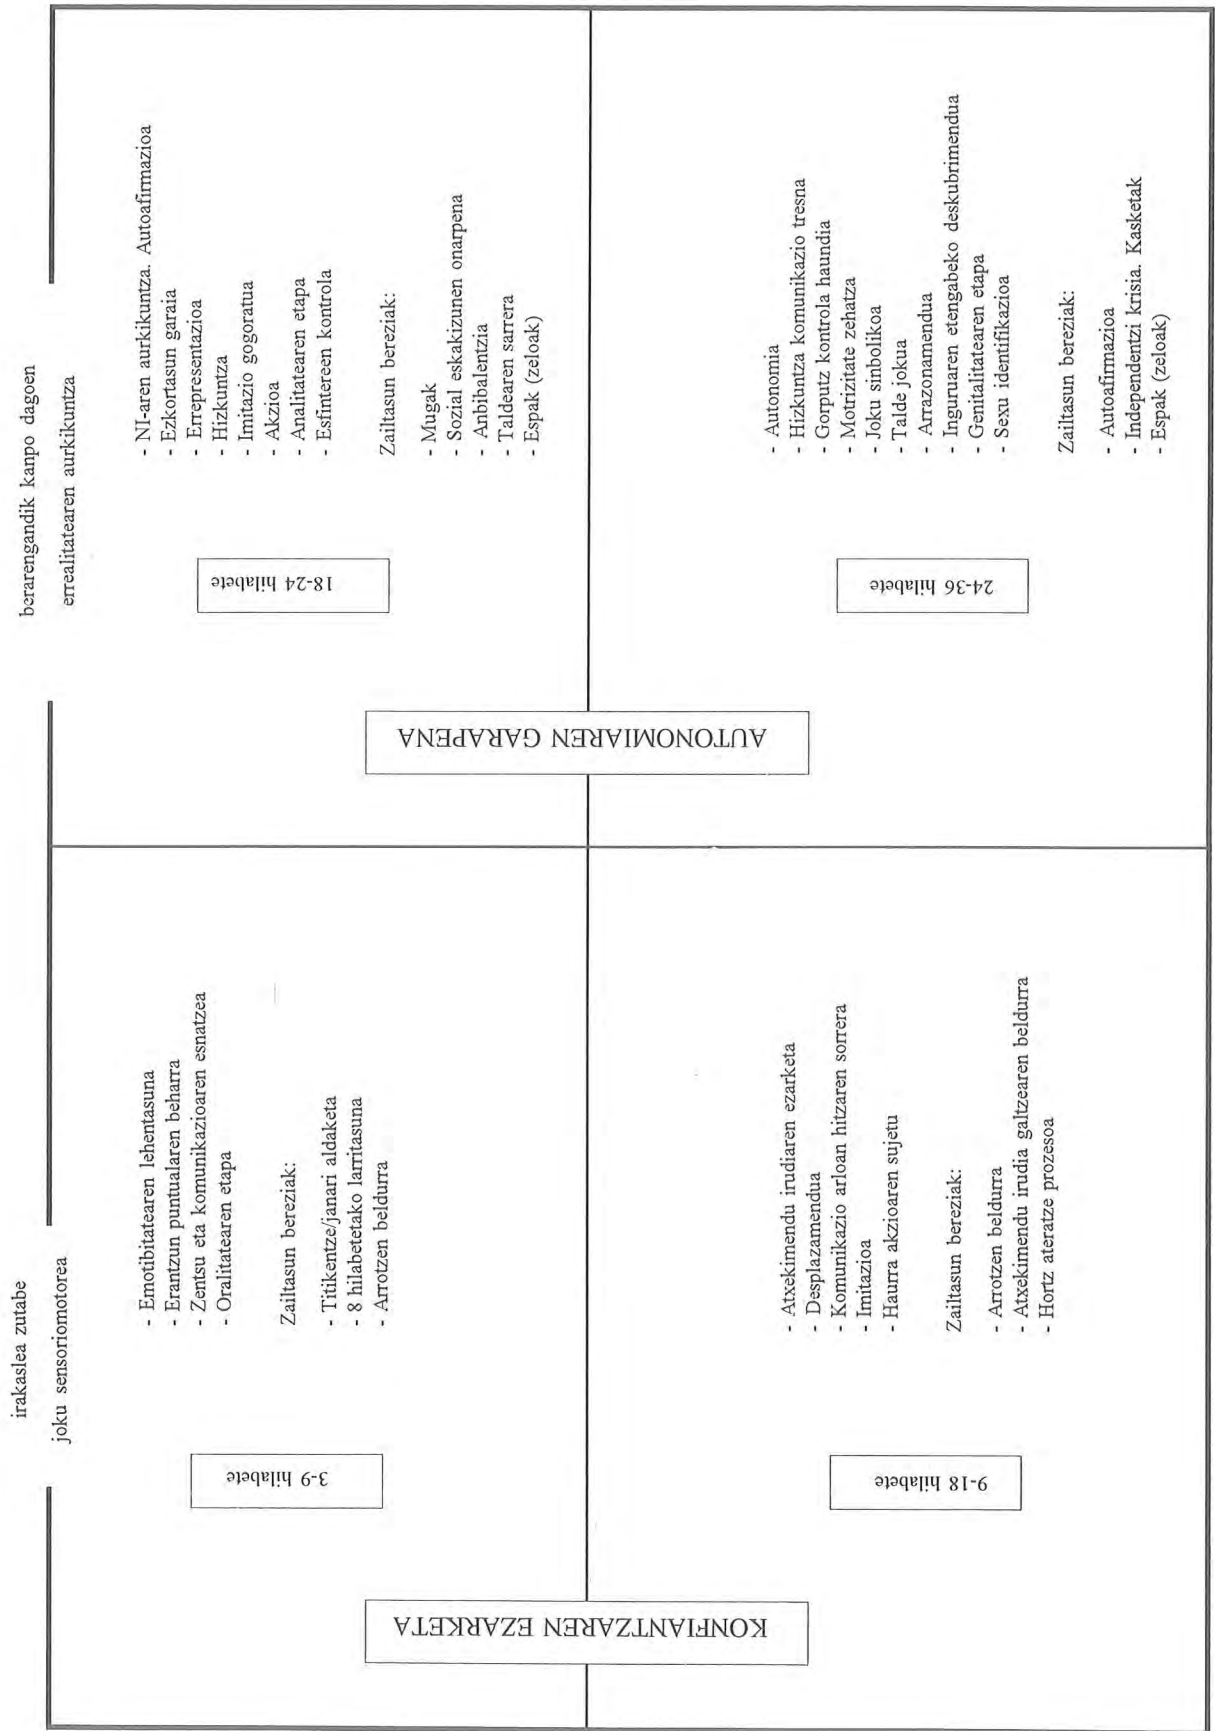 irakaslea zutabe
joku sensoriomotorea
berarengandik kanpo dagoen
errealitatearen aurkikuntza
KONFIANTZAREN EZARKETA
3-9 hilabete
- Emotibitatearen lehentasuna
- Erantzun puntualaren beharra
- Zentsu eta komunikazioaren esnatzea
- Oralitatearen etapa
Zailtasun bereziak:
- Titikentze/janari aldaketa
- 8 hilabetetako larritasuna
- Arrotzen beldurra
9-18 hilabete
- Atxekimendu irudiaren ezarketa
- Desplazamendua
- Komunikazio arloan hitzaren sorrera
- Imitazioa
- Haurra akzioaren sujetu
Zailtasun bereziak:
- Arrotzen beldurra
- Atxekimendu irudia galtzearen beldurra
- Hortz ateratze prozesoa
AUTONOMIAREN GARAPENA
18-24 hilabete
- NI-aren aurkikuntza. Autoafirmazioa
- Ezkortasun garaia
- Errepresentazioa
- Hizkuntza
- Imitazio gogoratua
- Akzioa
- Analitatearen etapa
- Esfintereen kontrola
Zailtasun bereziak:
- Mugak
- Sozial eskakizunen onarpena
- Anbibalentzia
- Taldearen sarrera
- Espak (zeloak)
24-36 hilabete
- Autonomia
- Hizkuntza komunikazio tresna
- Gorputz kontrola haundia
- Motrizitate zehatza
- Joku sinbolikoa
- Talde jokua
- Arrazonamendua
- Inguruaren etengabeko deskubrimendua
- Genitalitatearen etapa
- Sexu identifikazioa
Zailtasun bereziak:
- Autoafirmazioa
- Independentzi krisia. Kasketak
- Espak (zeloak)